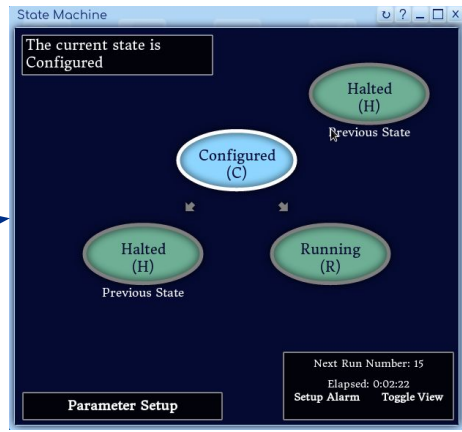 State Machine
The current state is
Configured
Halted
(H)
Previous State
Configured
(C)
Halted
(H)
Previous State
Running
(R)
Next Run Number: 15
Elapsed: 0:02:22
Setup Alarm Toggle View
Parameter Setup